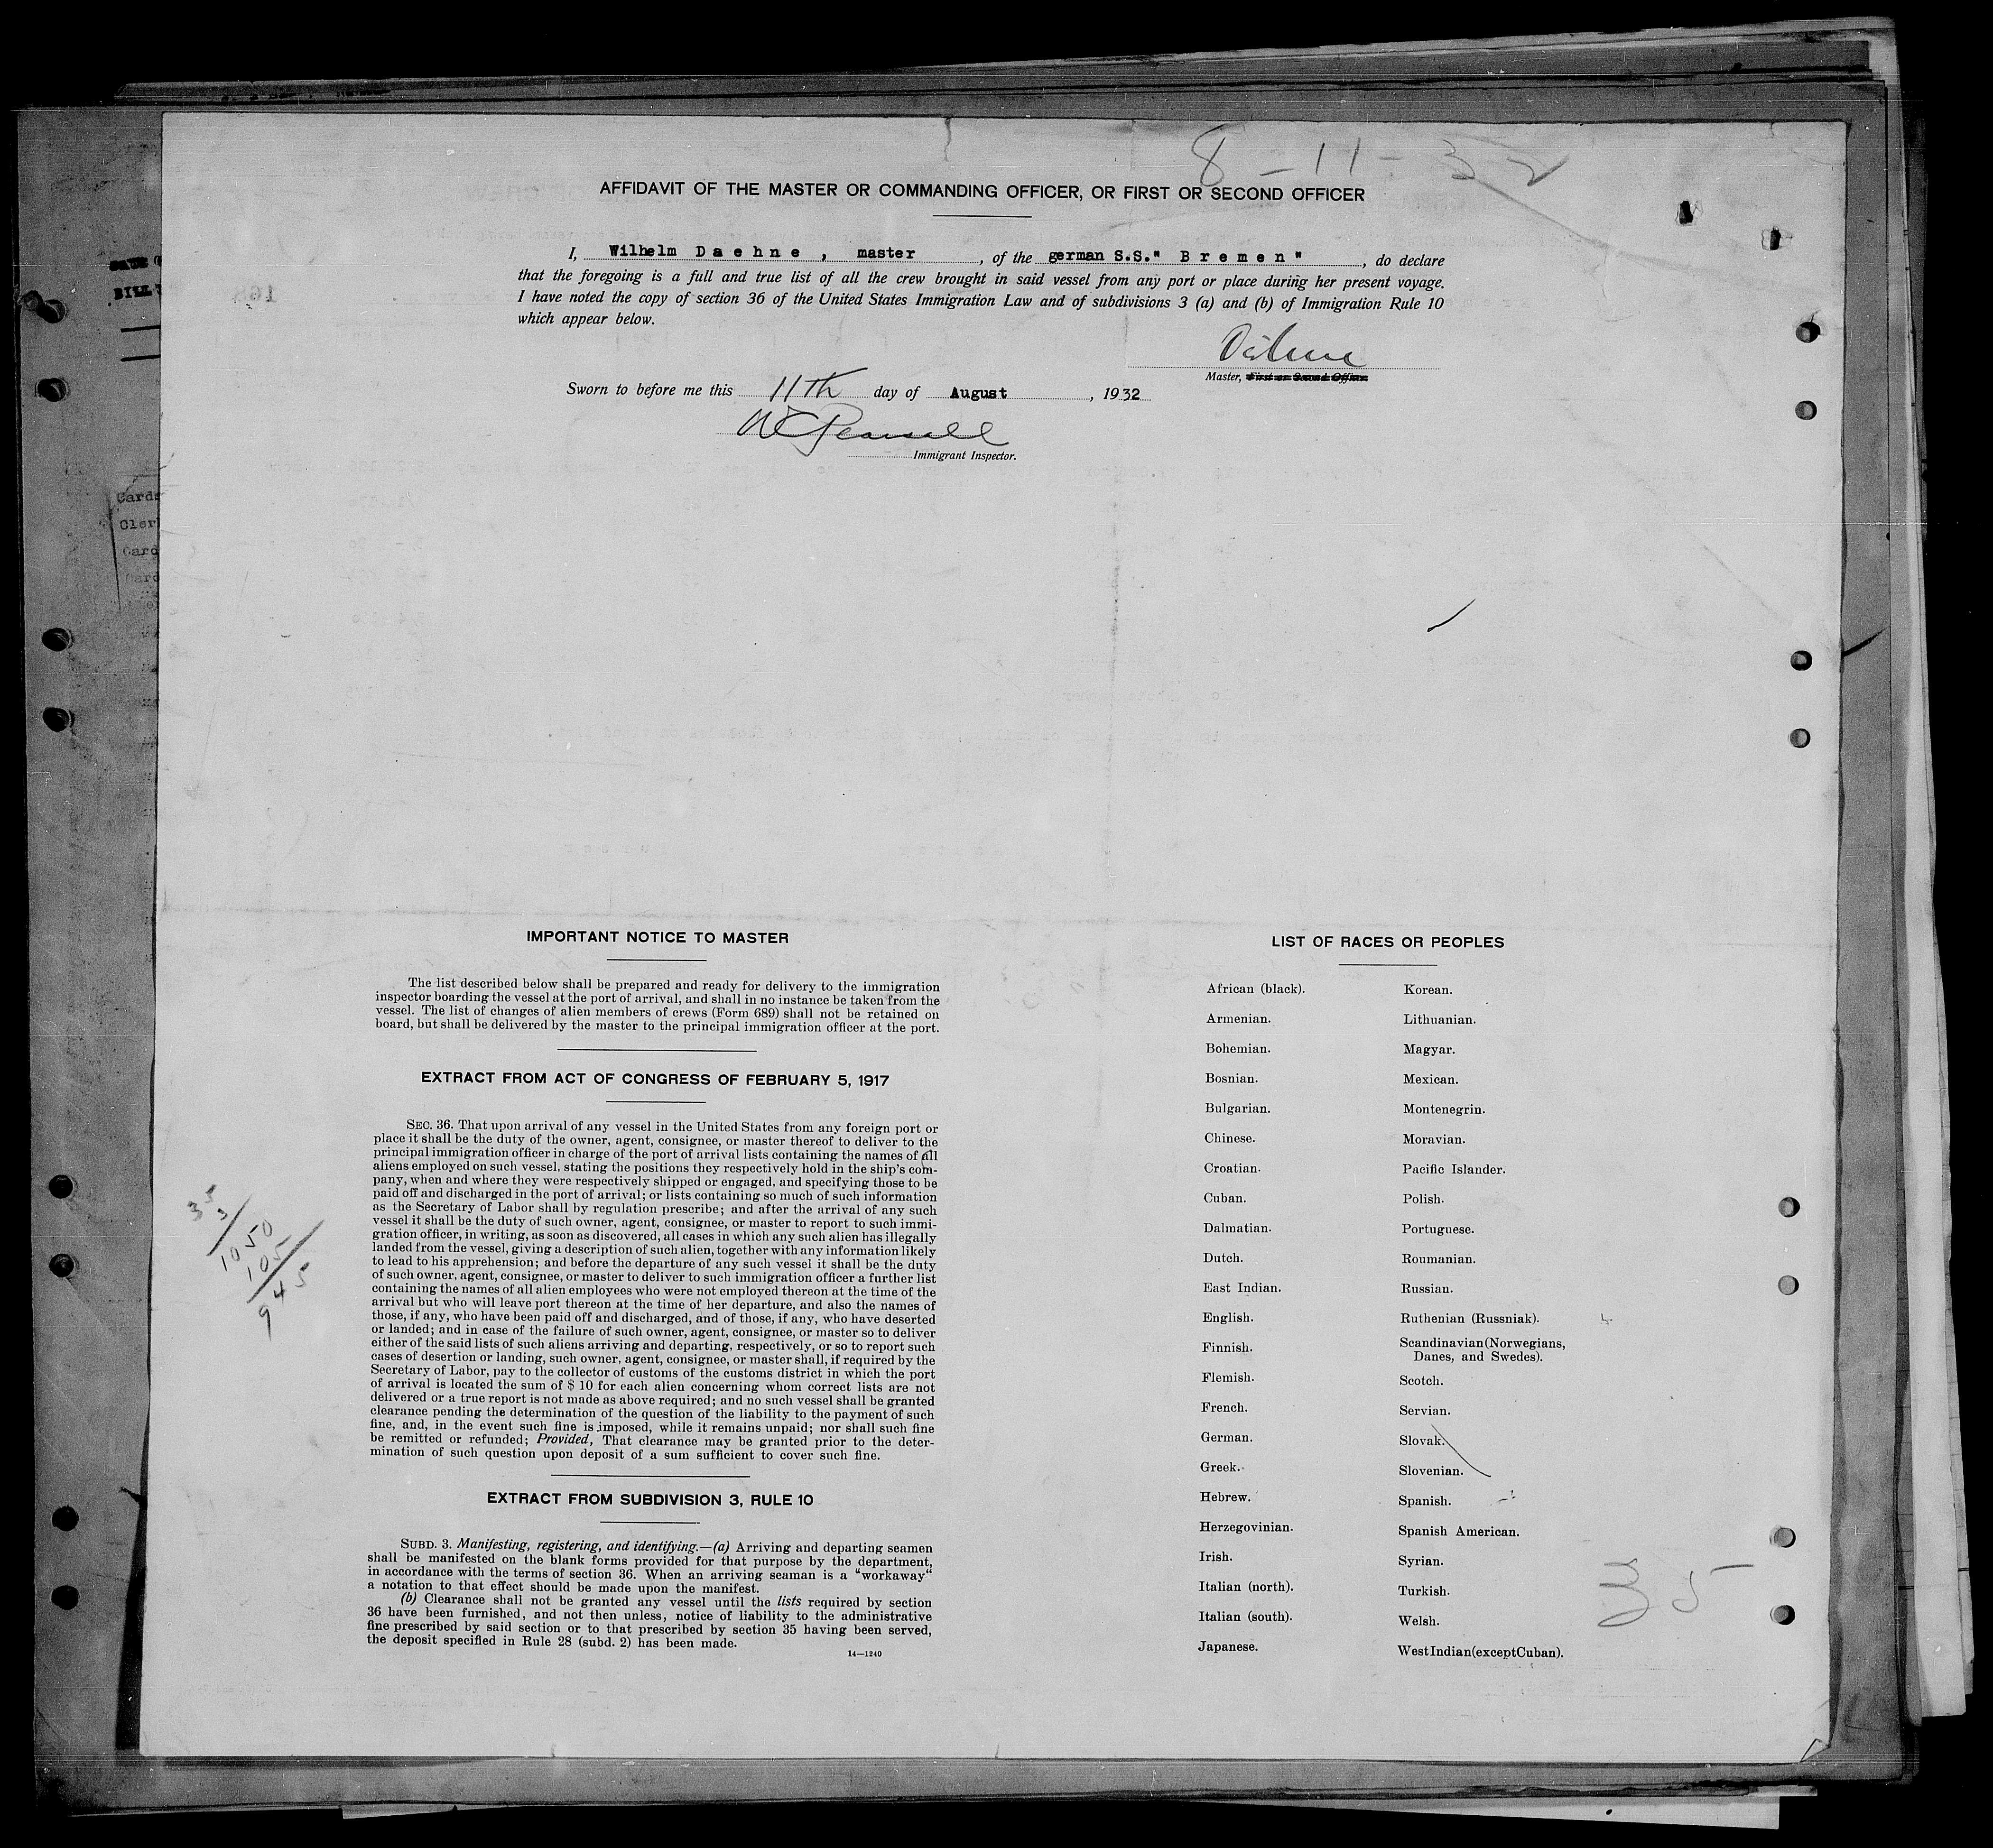 8-11-32
AFFIDAVIT OF THE MASTER OR COMMANDING OFFICER, OR FIRST OR SECOND OFFICER
I, Wilhelm Daehne, master, of the german S.S." Bremen", do declare
that the foregoing is a full and true list of all the crew brought in said vessel from any port or place during her present voyage.
I have noted the copy of section 36 of the United States Immigration Law and of subdivisions 3 (a) and (b) of Immigration Rule 10
which appear below.
Master, First or Second Officer
Sworn to before me this 11th day of August, 1932
Immigrant Inspector.
Cards
Cler
Card
Card
IMPORTANT NOTICE TO MASTER
The list described below shall be prepared and ready for delivery to the immigration
inspector boarding the vessel at the port of arrival, and shall in no instance be taken from the
vessel. The list of changes of alien members of crews (Form 689) shall not be retained on
board, but shall be delivered by the master to the principal immigration officer at the port.
EXTRACT FROM ACT OF CONGRESS OF FEBRUARY 5, 1917
SEC. 36. That upon arrival of any vessel in the United States from any foreign port or
place it shall be the duty of the owner, agent, consignee, or master thereof to deliver to the
principal immigration officer in charge of the port of arrival lists containing the names of all
aliens employed on such vessel, stating the positions they respectively hold in the ship's com-
pany, when and where they were respectively shipped or engaged, and specifying those to be
paid off and discharged in the port of arrival; or lists containing so much of such information
as the Secretary of Labor shall by regulation prescribe; and after the arrival of any such
vessel it shall be the duty of such owner, agent, consignee, or master to report to such immi-
gration officer, in writing, as soon as discovered, all cases in which any such alien has illegally
landed from the vessel, giving a description of such alien, together with any information likely
to lead to his apprehension; and before the departure of any such vessel it shall be the duty
of such owner, agent, consignee, or master to deliver to such immigration officer a further list
containing the names of all alien employees who were not employed thereon at the time of the
arrival but who will leave port thereon at the time of her departure, and also the names of
those, if any, who have been paid off and discharged, and of those, if any, who have deserted
or landed; and in case of the failure of such owner, agent, consignee, or master so to deliver
either of the said lists of such aliens arriving and departing, respectively, or so to report such
cases of desertion or landing, such owner, agent, consignee, or master shall, if required by the
Secretary of Labor, pay to the collector of customs of the customs district in which the port
of arrival is located the sum of $ 10 for each alien concerning whom correct lists are not
delivered or a true report is not made as above required; and no such vessel shall be granted
clearance pending the determination of the question of the liability to the payment of such
fine, and, in the event such fine is imposed, while it remains unpaid; nor shall such fine
be remitted or refunded; Provided, That clearance may be granted prior to the deter-
mination of such question upon deposit of a sum sufficient to cover such fine.
1050
105
945
EXTRACT FROM SUBDIVISION 3, RULE 10
SUBD. 3. Manifesting, registering, and identifying.—(a) Arriving and departing seamen
shall be manifested on the blank forms provided for that purpose by the department,
in accordance with the terms of section 36. When an arriving seaman is a "workaway"
a notation to that effect should be made upon the manifest.
(b) Clearance shall not be granted any vessel until the lists required by section
36 have been furnished, and not then unless, notice of liability to the administrative
fine prescribed by said section or to that prescribed by section 35 having been served,
the deposit specified in Rule 28 (subd. 2) has been made.
14—1240
LIST OF RACES OR PEOPLES
African (black).
Armenian.
Bohemian.
Bosnian.
Bulgarian.
Chinese.
Croatian.
Cuban.
Dalmatian.
Dutch.
East Indian.
English.
Finnish.
Flemish.
French.
German.
Greek.
Hebrew.
Herzegovinian.
Irish.
Italian (north).
Italian (south).
Japanese.
Korean.
Lithuanian.
Magyar.
Mexican.
Montenegrin.
Moravian.
Pacific Islander.
Polish.
Portuguese.
Roumanian.
Russian.
Ruthenian (Russniak).
Scandinavian (Norwegians,
Danes, and Swedes).
Scotch.
Servian.
Slovak.
Slovenian.
Spanish.
Spanish American.
Syrian.
Turkish.
Welsh.
West Indian (except Cuban).
35